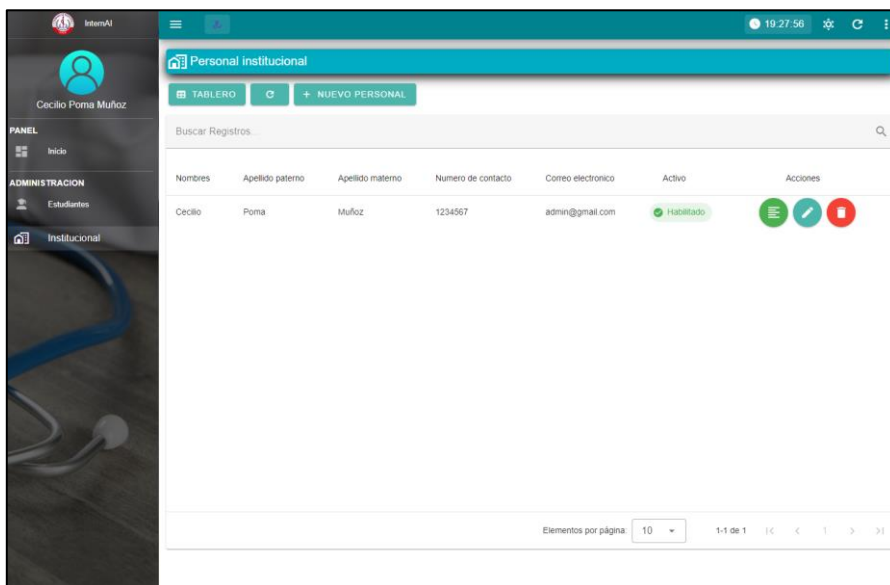 InternAI
19:27:56
Cecilio Poma Muñoz
PANEL
Inicio
ADMINISTRACION
Estudiantes
Institucional
Personal institucional
TABLERO
+ NUEVO PERSONAL
Buscar Registros...
Nombres Apellido paterno Apellido materno Numero de contacto Correo electronico Activo Acciones
Cecilio Poma Muñoz 1234567 admin@gmail.com Habilitado
Elementos por página: 10 1-1 de 1 1